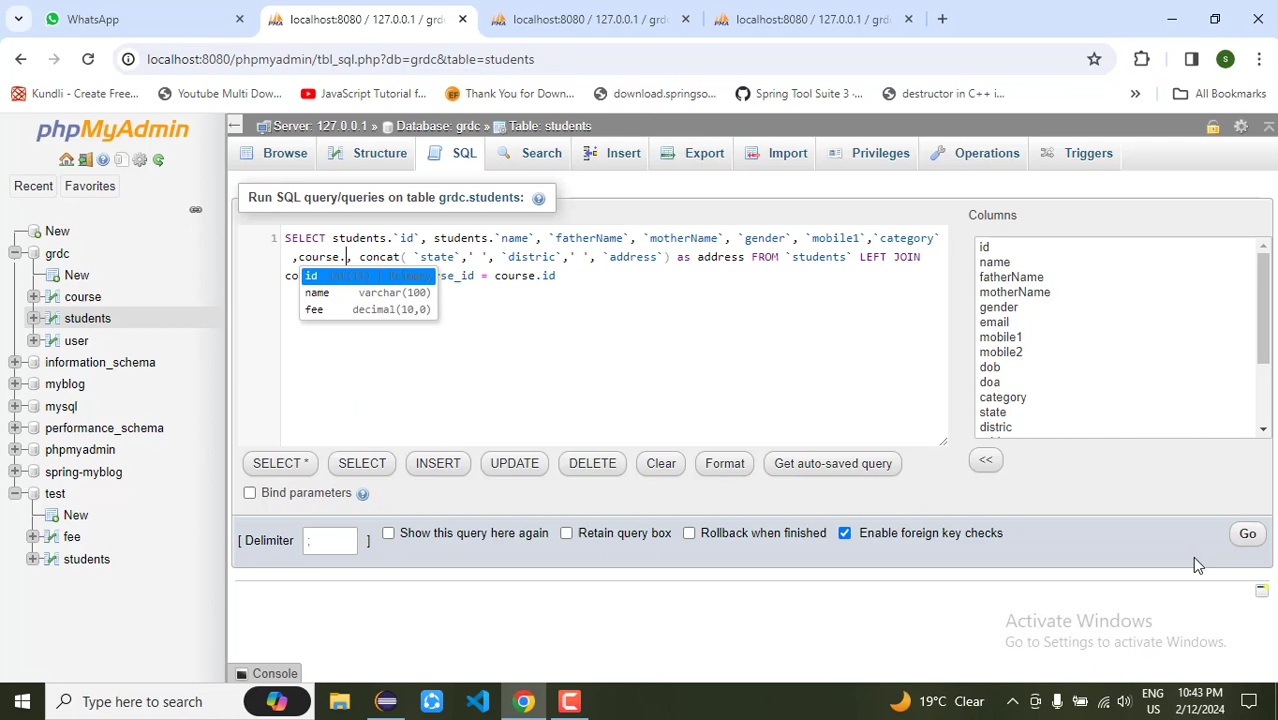 WhatsApp
localhost:8080 / 127.0.0.1 / grd
localhost:8080 / 127.0.0.1 / grd
localhost:8080 / 127.0.0.1 / grd
localhost:8080/phpmyadmin/tbl_sql.php?db=grdc&table=students
S
Kundli - Create Free...
Youtube Multi Dow...
JavaScript Tutorial f...
Thank You for Down...
download.springso...
Spring Tool Suite 3 -...
destructor in C++ i...
All Bookmarks
phpMyAdmin
Recent
Favorites
New
grdc
New
course
students
user
information_schema
myblog
mysql
performance_schema
phpmyadmin
spring-myblog
test
New
fee
students
Server: 127.0.0.1 » Database: grdc » Table: students
Browse
Structure
SQL
Search
Insert
Export
Import
Privileges
Operations
Triggers
Run SQL query/queries on table grdc.students:
1 SELECT students.`id`, students.`name`, `fatherName`, `motherName`, `gender`, `mobile1`,`category`
,course., concat( `state`,' ', `distric`,' ', `address`) as address FROM `students` LEFT JOIN
co se_id = course.id
id int(11) | Primary
name varchar(100)
fee decimal(10,0)
Columns
id
name
fatherName
motherName
gender
email
mobile1
mobile2
dob
doa
category
state
distric
SELECT *
SELECT
INSERT
UPDATE
DELETE
Clear
Format
Get auto-saved query
<<
Bind parameters
[ Delimiter ; ]
Show this query here again
Retain query box
Rollback when finished
Enable foreign key checks
Go
Activate Windows
Go to Settings to activate Windows.
Console
Type here to search
19°C Clear
ENG
US
10:43 PM
2/12/2024